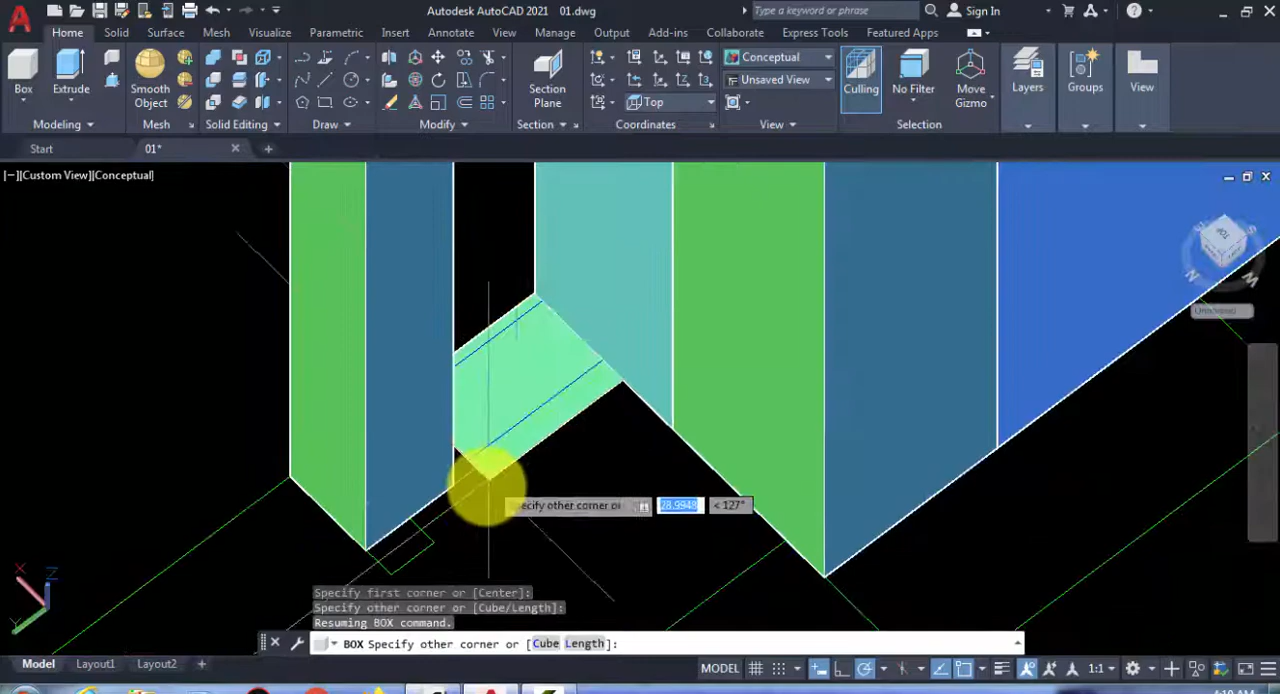 Autodesk AutoCAD 2021 01.dwg
Type a keyword or phrase
Sign In
Home Solid Surface Mesh Visualize Parametric Insert Annotate View Manage Output Add-ins Collaborate Express Tools Featured Apps
Box
Extrude
Smooth Object
Section Plane
Conceptual
Unsaved View
Top
Culling
No Filter
Move Gizmo
Layers
Groups
View
Modeling Mesh Solid Editing Draw Modify Section Coordinates View Selection
Start 01*
[−][Custom View][Conceptual]
TOP
S
N
W
Unnamed
Specify other corner or 28.9948 < 127°
X
Z
Y
Specify first corner or [Center]:
Specify other corner or [Cube/Length]:
Resuming BOX command.
BOX Specify other corner or [Cube Length]:
Model Layout1 Layout2 +
MODEL 1:1